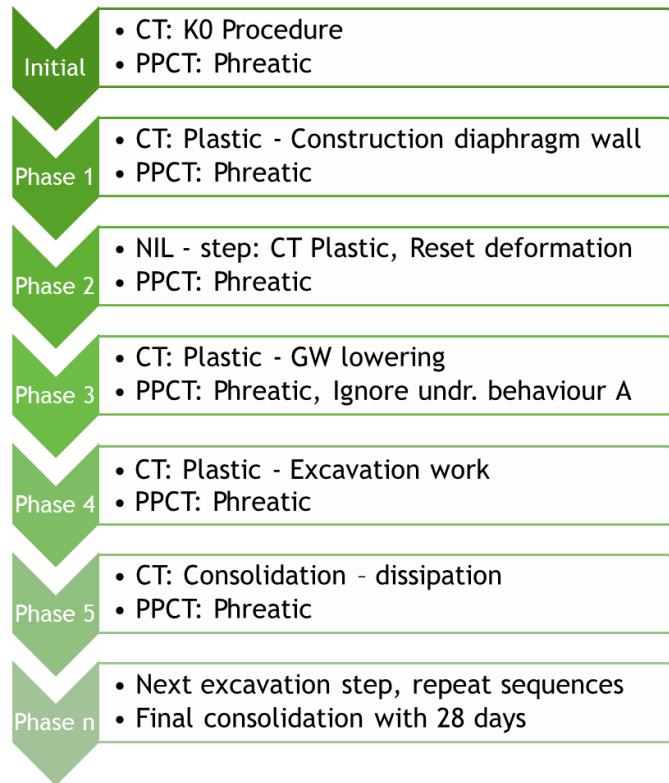 Initial
• CT: K0 Procedure
• PPCT: Phreatic
Phase 1
• CT: Plastic - Construction diaphragm wall
• PPCT: Phreatic
Phase 2
• NIL - step: CT Plastic, Reset deformation
• PPCT: Phreatic
Phase 3
• CT: Plastic - GW lowering
• PPCT: Phreatic, Ignore undr. behaviour A
Phase 4
• CT: Plastic - Excavation work
• PPCT: Phreatic
Phase 5
• CT: Consolidation – dissipation
• PPCT: Phreatic
Phase n
• Next excavation step, repeat sequences
• Final consolidation with 28 days